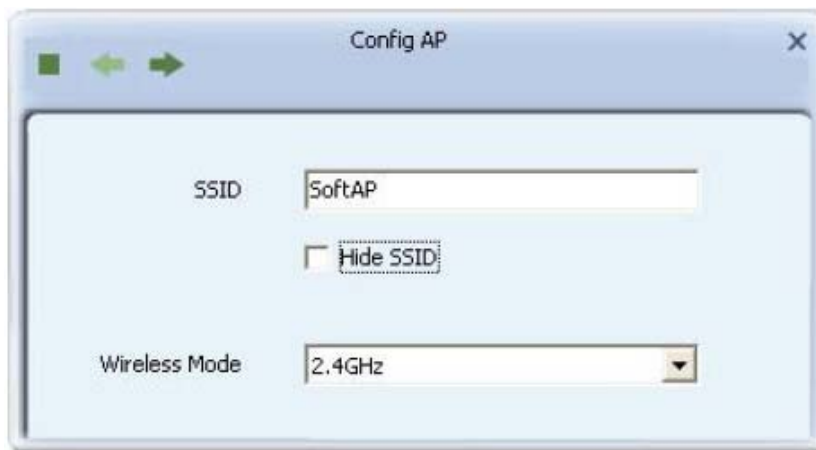 Config AP
SSID
SoftAP
Hide SSID
Wireless Mode
2.4GHz